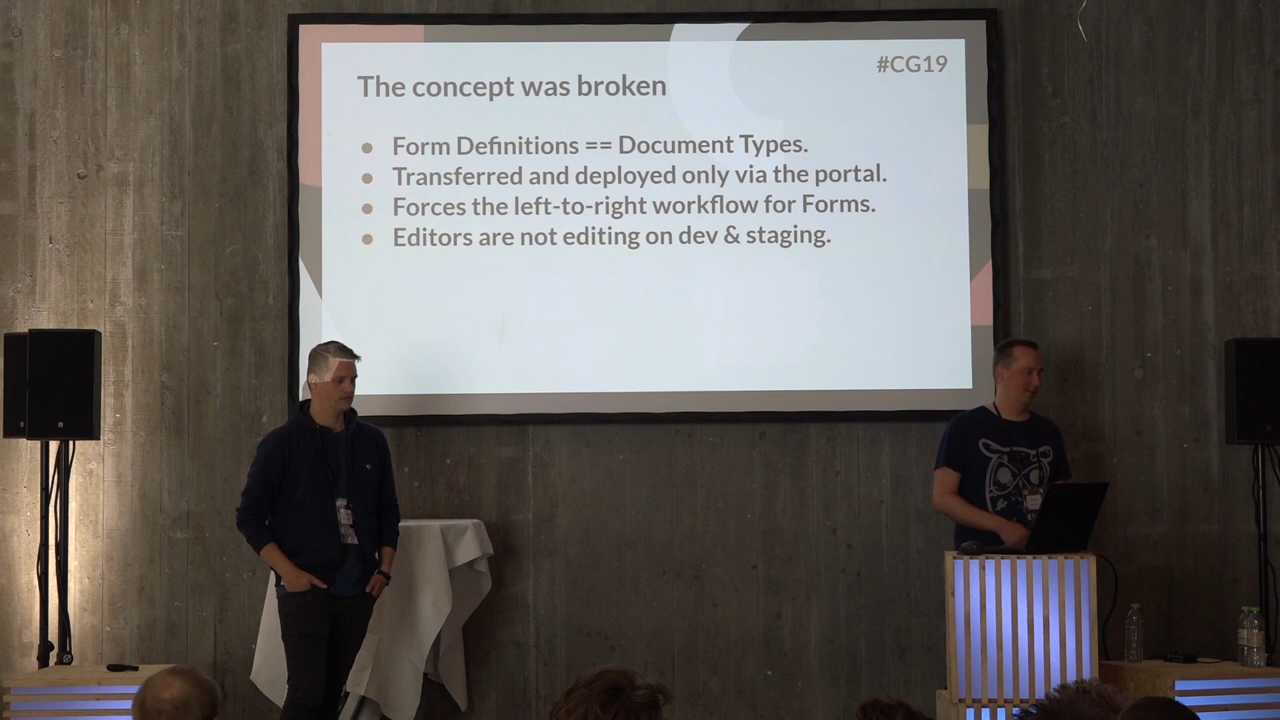 #CG19
The concept was broken
● Form Definitions == Document Types.
● Transferred and deployed only via the portal.
● Forces the left-to-right workflow for Forms.
● Editors are not editing on dev & staging.